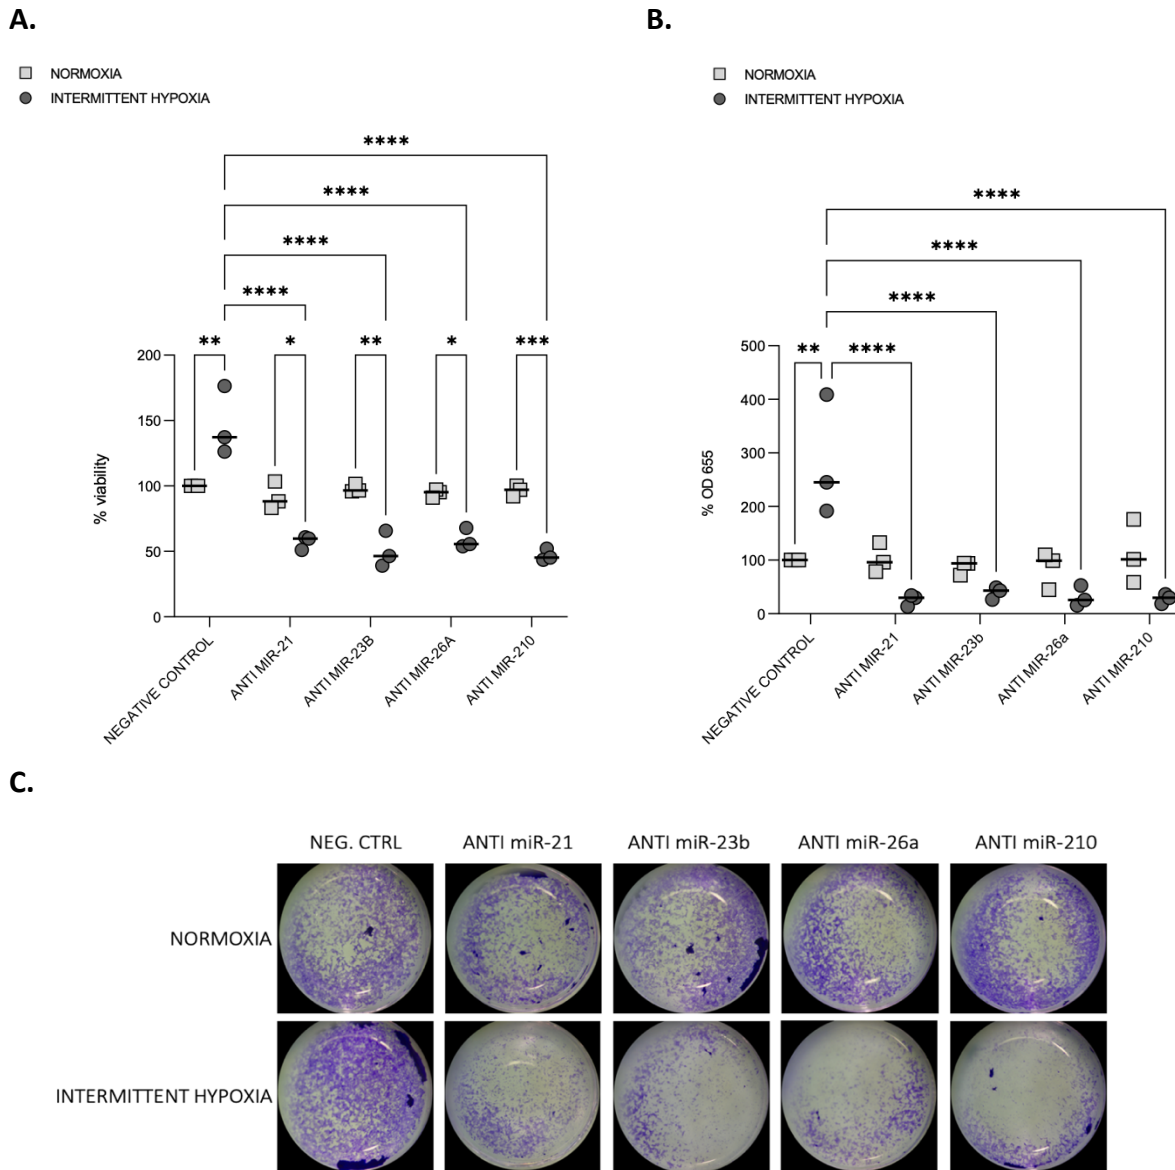 A.
NORMOXIA
INTERMITTENT HYPOXIA
****
****
****
****
**
*
**
*
***
200
150
100
50
0
% viability
NEGATIVE CONTROL
ANTI MIR-21
ANTI MIR-23B
ANTI MIR-26A
ANTI MIR-210
B.
NORMOXIA
INTERMITTENT HYPOXIA
****
****
****
**
****
500
400
300
200
100
0
% OD 655
NEGATIVE CONTROL
ANTI MIR-21
ANTI MIR-23b
ANTI MIR-26a
ANTI MIR-210
C.
NEG. CTRL ANTI miR-21 ANTI miR-23b ANTI miR-26a ANTI miR-210
NORMOXIA
INTERMITTENT HYPOXIA